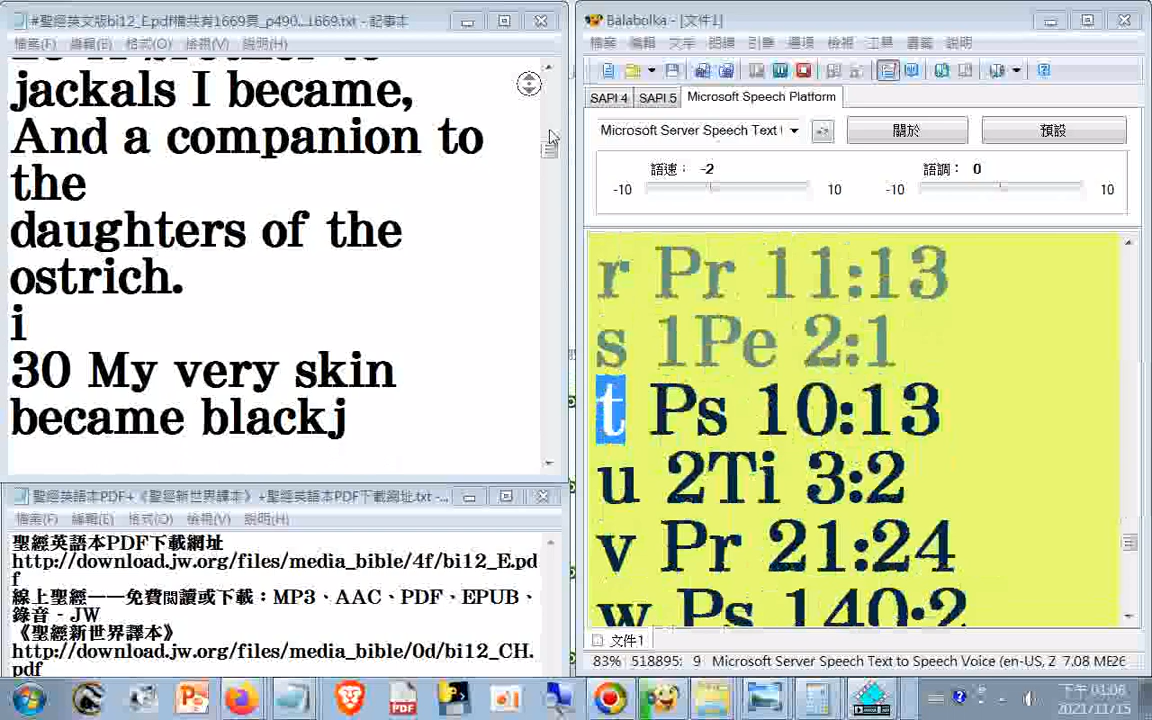 #聖經英文版bi12_E.pdf檔共有1669頁_p490...1669.txt - 記事本
檔案(F) 編輯(E) 格式(O) 檢視(V) 說明(H)
jackals I became,
And a companion to
the
daughters of the
ostrich.
i
30 My very skin
became blackj
聖經英語本PDF+《聖經新世界譯本》+聖經英語本PDF下載網址.txt - ...
檔案(F) 編輯(E) 格式(O) 檢視(V) 說明(H)
聖經英語本PDF下載網址
http://download.jw.org/files/media_bible/4f/bi12_E.pd
f
線上聖經——免費閱讀或下載：MP3、AAC、PDF、EPUB、
錄音 - JW
《聖經新世界譯本》
http://download.jw.org/files/media_bible/0d/bi12_CH.
pdf
Balabolka - [文件1]
檔案 編輯 文字 朗讀 引擎 選項 檢視 工具 書籤 說明
SAPI 4 SAPI 5 Microsoft Speech Platform
Microsoft Server Speech Text 關於 預設
語速： -2 語調： 0
-10 10 -10 10
r Pr 11:13
s 1Pe 2:1
t Ps 10:13
u 2Ti 3:2
v Pr 21:24
w Ps 140:2
文件1
83% 518895: 9 Microsoft Server Speech Text to Speech Voice (en-US, Z 7.08 ME26
下午 01:06
2021/11/15